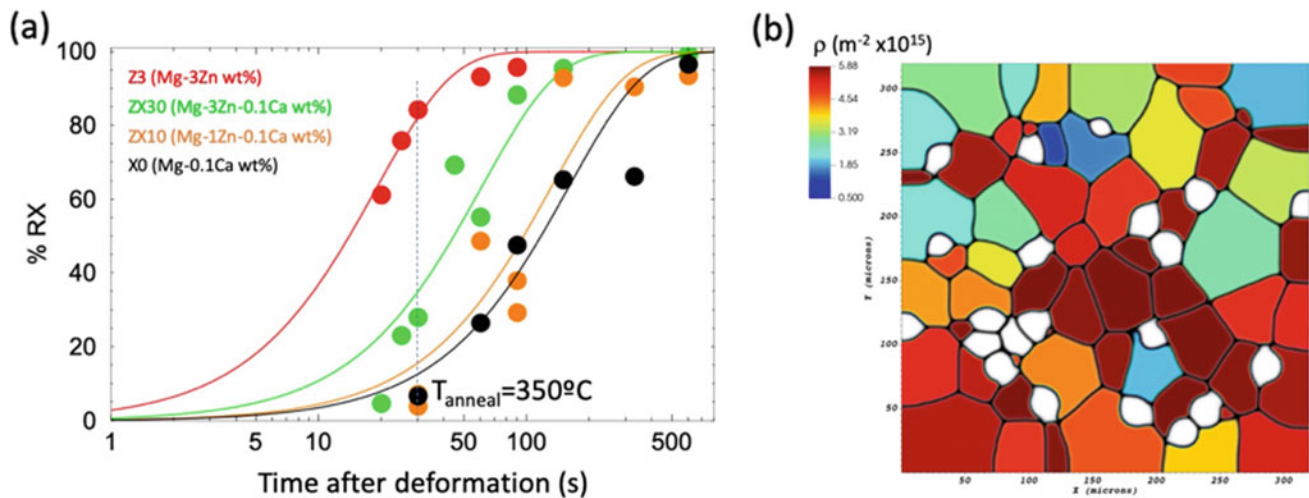 (a)
100
80
60
40
20
0
% RX
Z3 (Mg-3Zn wt%)
ZX30 (Mg-3Zn-0.1Ca wt%)
ZX10 (Mg-1Zn-0.1Ca wt%)
X0 (Mg-0.1Ca wt%)
Tanneal=350ºC
1 5 10 50 100 500
Time after deformation (s)
(b)
ρ (m-2 x1015)
5.88
4.54
3.19
1.85
0.500
300
250
200
150
100
50
Y (microns)
50 100 150 200 250 300
X (microns)